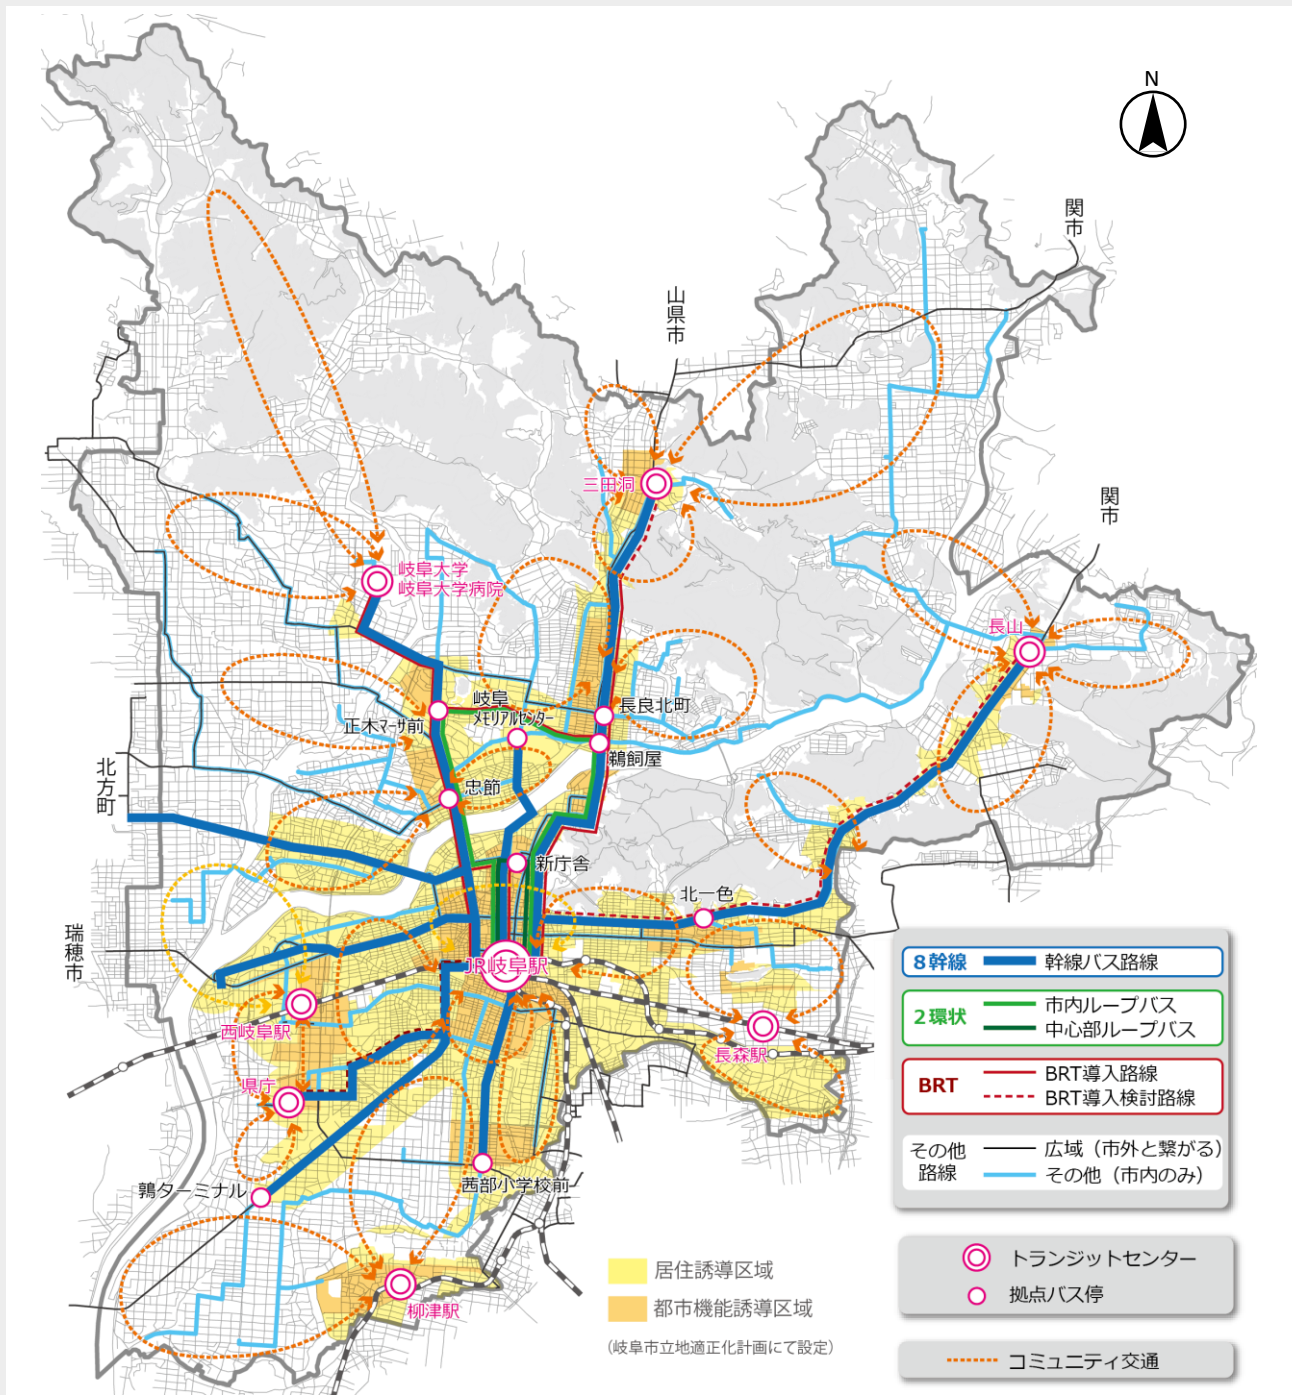 N
関市
山県市
関市
三田洞
岐阜大学
岐阜大学病院
長山
岐阜
メモリアルセンター
正木マーサ前
長良北町
鵜飼屋
北方町
忠節
新庁舎
北一色
瑞穂市
JR岐阜駅
西岐阜駅
長森駅
県庁
鶉ターミナル
茜部小学校前
柳津駅
8幹線 幹線バス路線
2環状 市内ループバス
中心部ループバス
BRT BRT導入路線
BRT導入検討路線
その他
路線
広域（市外と繋がる）
その他（市内のみ）
トランジットセンター
拠点バス停
コミュニティ交通
居住誘導区域
都市機能誘導区域
(岐阜市立地適正化計画にて設定)